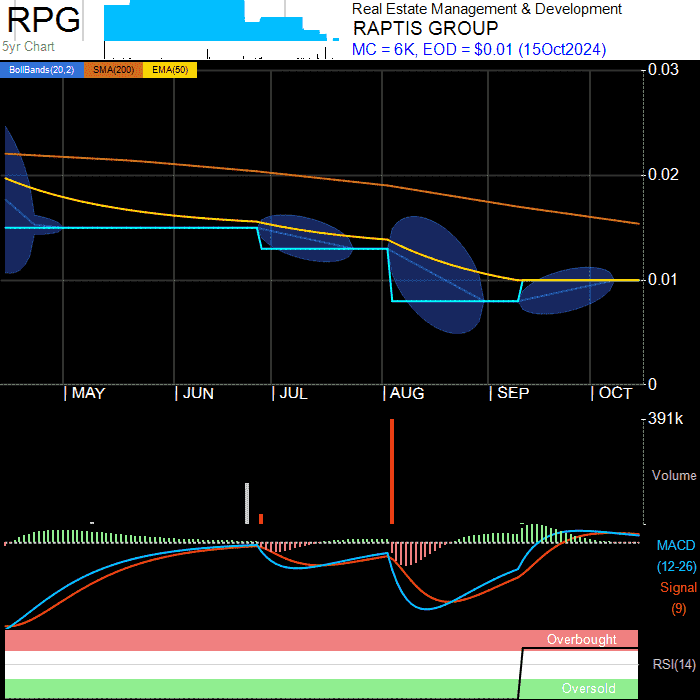 RPG
Real Estate Management & Development
RAPTIS GROUP
5yr Chart
MC = 6K, EOD = $0.01 (15Oct2024)
BollBands(20,2) SMA(200) EMA(50)
0.03
0.02
0.01
0
MAY JUN JUL AUG SEP OCT
391k
Volume
MACD
(12-26)
Signal
(9)
Overbought
RSI(14)
Oversold